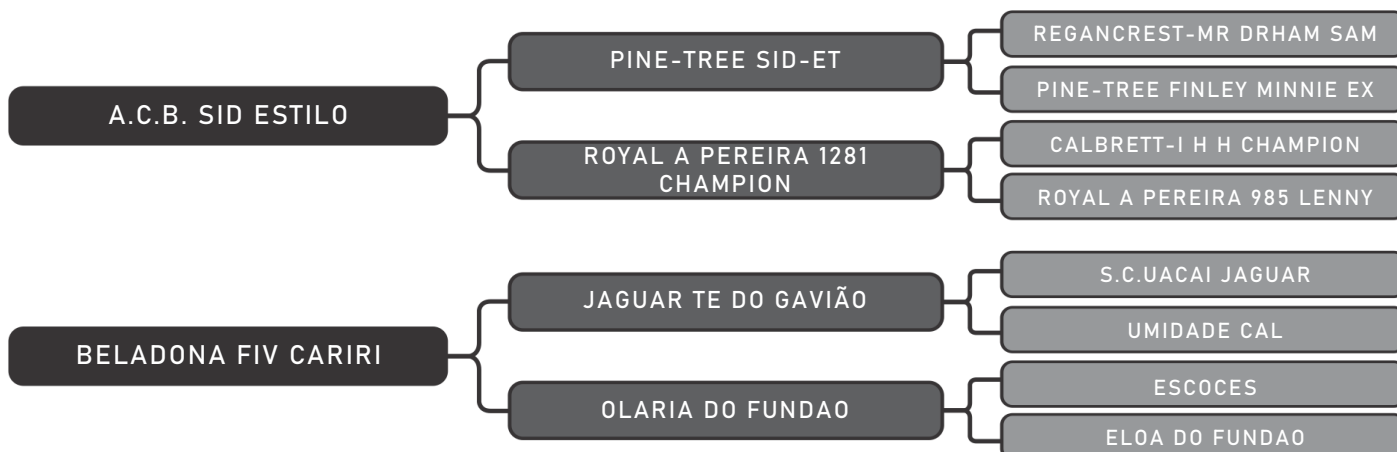 REGANCREST-MR DRHAM SAM
PINE-TREE SID-ET
PINE-TREE FINLEY MINNIE EX
A.C.B. SID ESTILO
CALBRETT-I H H CHAMPION
ROYAL A PEREIRA 1281
CHAMPION
ROYAL A PEREIRA 985 LENNY
S.C.UACAI JAGUAR
JAGUAR TE DO GAVIÃO
UMIDADE CAL
BELADONA FIV CARIRI
ESCOCES
OLARIA DO FUNDAO
ELOA DO FUNDAO